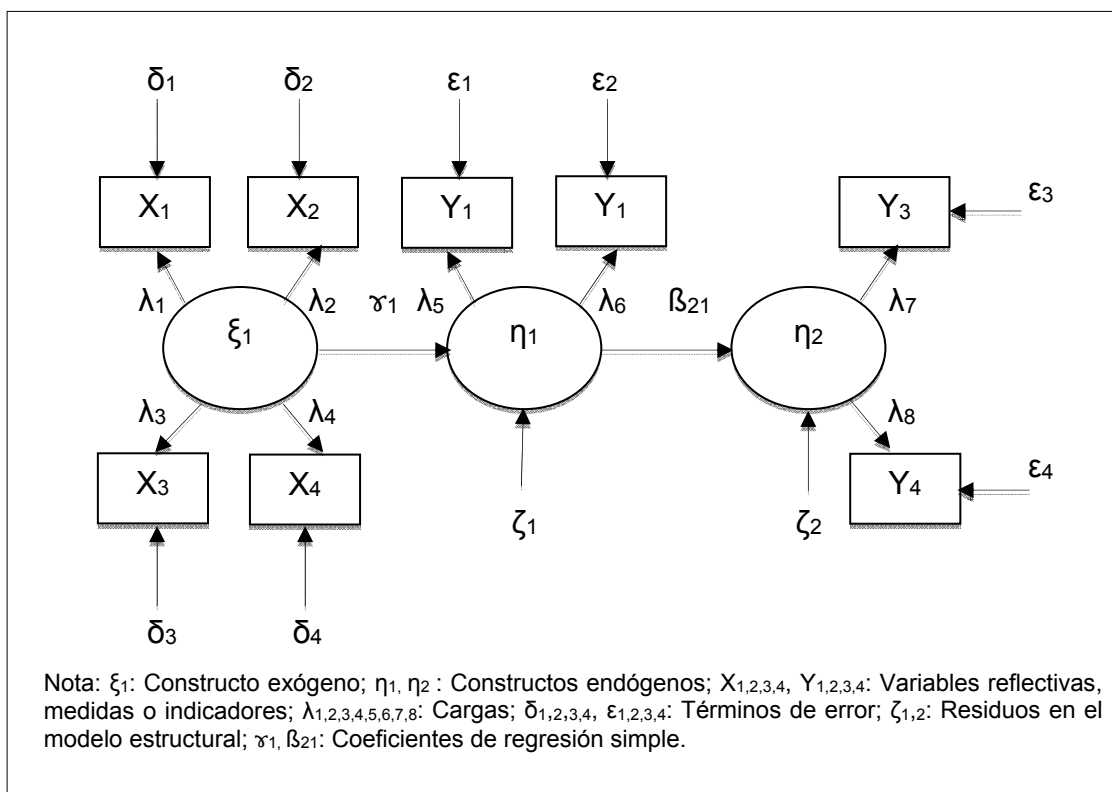 δ1 δ2 ε1 ε2
X1 X2 Y1 Y1 Y3 ε3
λ1 λ2 ɤ1 λ5 λ6 ß21 λ7
ξ1 η1 η2
λ3 λ4 λ8
X3 X4 Y4 ε4
ζ1 ζ2
δ3 δ4
Nota: ξ1: Constructo exógeno; η1, η2 : Constructos endógenos; X1,2,3,4, Y1,2,3,4: Variables reflectivas,
medidas o indicadores; λ1,2,3,4,5,6,7,8: Cargas; δ1,2,3,4, ε1,2,3,4: Términos de error; ζ1,2: Residuos en el
modelo estructural; ɤ1, ß21: Coeficientes de regresión simple.